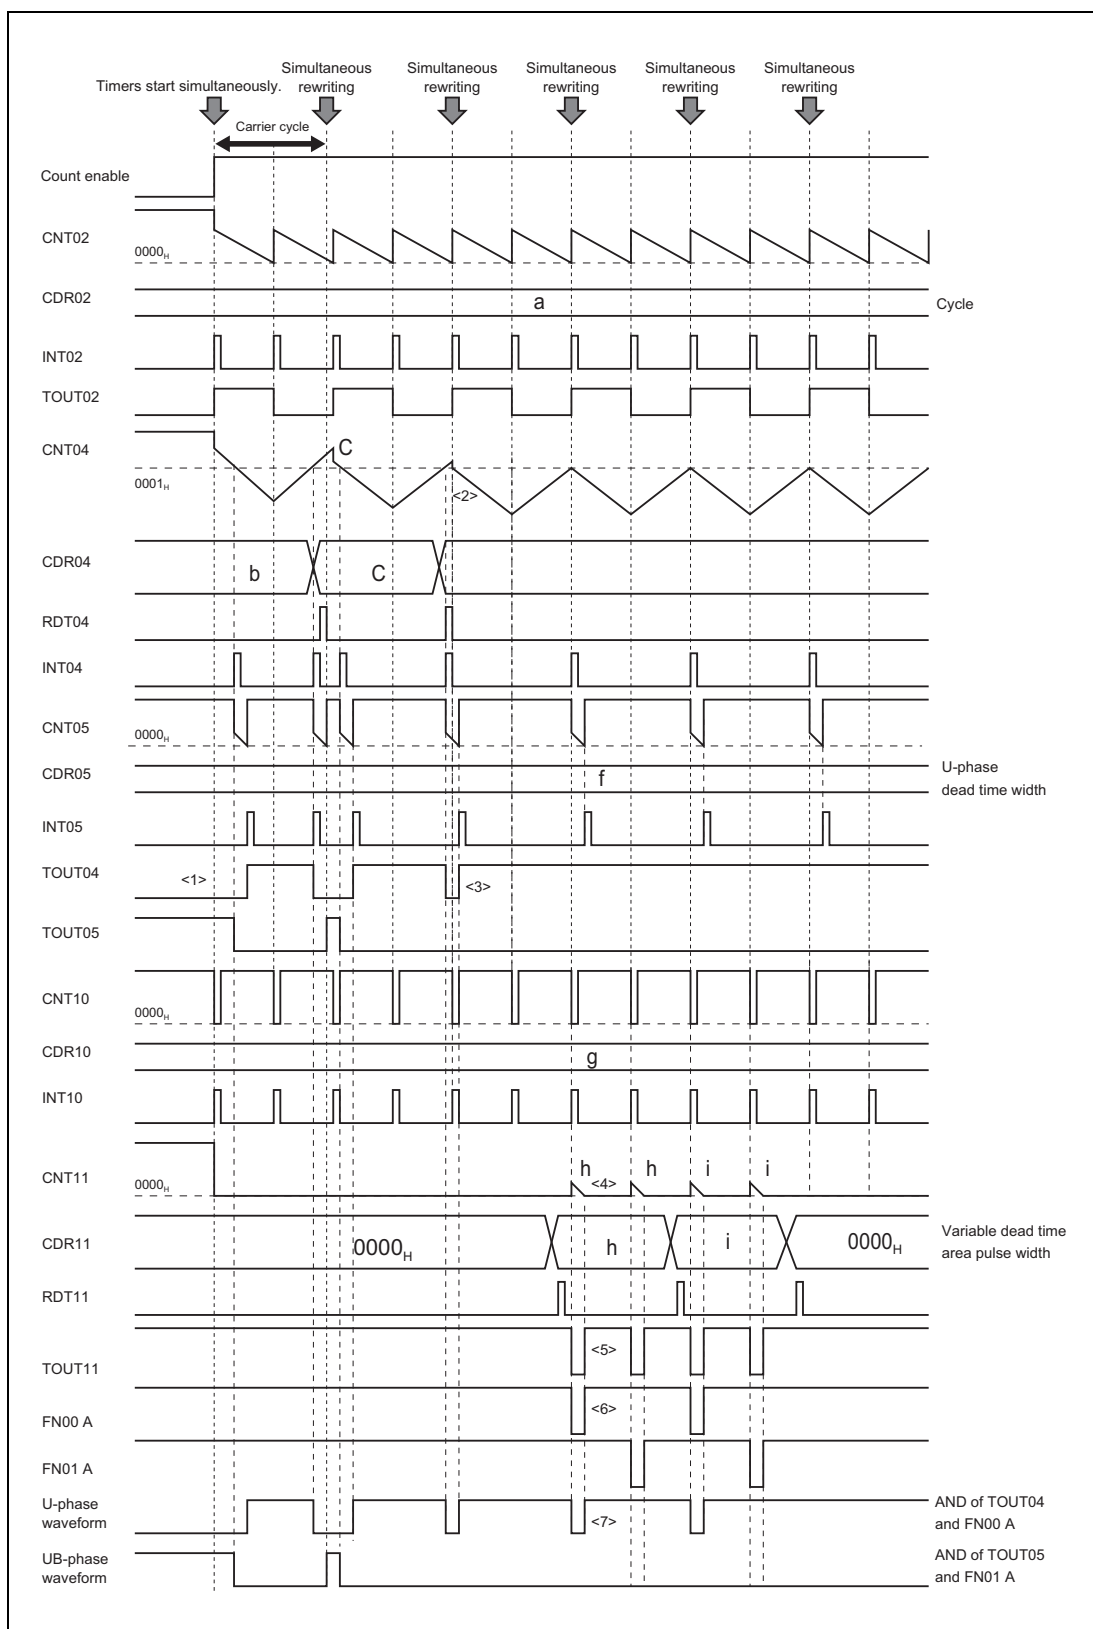 Timers start simultaneously.
Simultaneous
rewriting
Simultaneous
rewriting
Simultaneous
rewriting
Simultaneous
rewriting
Simultaneous
rewriting
Carrier cycle
Count enable
CNT02
0000H
CDR02
a
Cycle
INT02
TOUT02
CNT04
C
0001H
<2>
CDR04
b
C
RDT04
INT04
CNT05
0000H
CDR05
f
U-phase
dead time width
INT05
TOUT04
<1>
<3>
TOUT05
CNT10
0000H
CDR10
g
INT10
CNT11
0000H
h
<4>
h
i
i
CDR11
0000H
h
i
0000H
Variable dead time
area pulse width
RDT11
TOUT11
<5>
FN00 A
<6>
FN01 A
U-phase
waveform
<7>
AND of TOUT04
and FN00 A
UB-phase
waveform
AND of TOUT05
and FN01 A